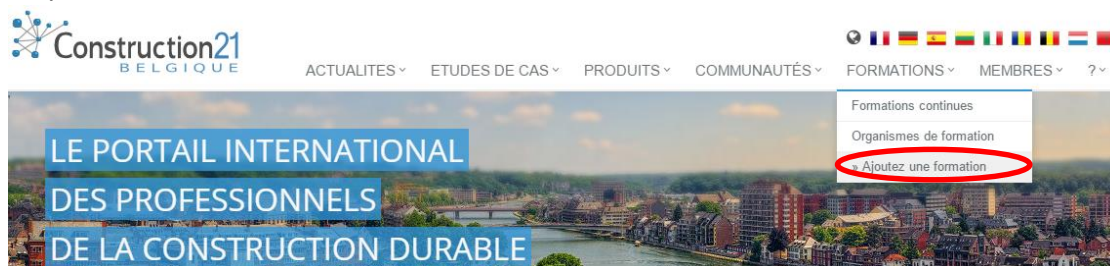 Construction21
BELGIQUE
ACTUALITES ETUDES DE CAS PRODUITS COMMUNAUTÉS FORMATIONS MEMBRES ?
Formations continues
Organismes de formation
» Ajoutez une formation
LE PORTAIL INTERNATIONAL
DES PROFESSIONNELS
DE LA CONSTRUCTION DURABLE